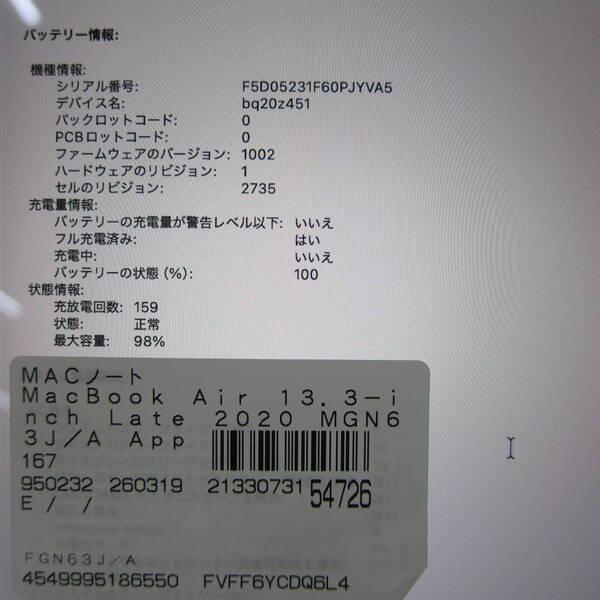 バッテリー情報:
機種情報:
シリアル番号: F5D05231F60PJYVA5
デバイス名: bq20z451
パックロットコード: 0
PCBロットコード: 0
ファームウェアのバージョン: 1002
ハードウェアのリビジョン: 1
セルのリビジョン: 2735
充電量情報:
バッテリーの充電量が警告レベル以下: いいえ
フル充電済み: はい
充電中: いいえ
バッテリーの状態（%）: 100
状態情報:
充放電回数: 159
状態: 正常
最大容量: 98%
MACノート
MacBook Air 13.3-i
nch Late 2020 MGN6
3J/A App
167
950232 260319 21330731 54726
E / /
FGN63J/A
4549995186550 FVFF6YCDQ6L4